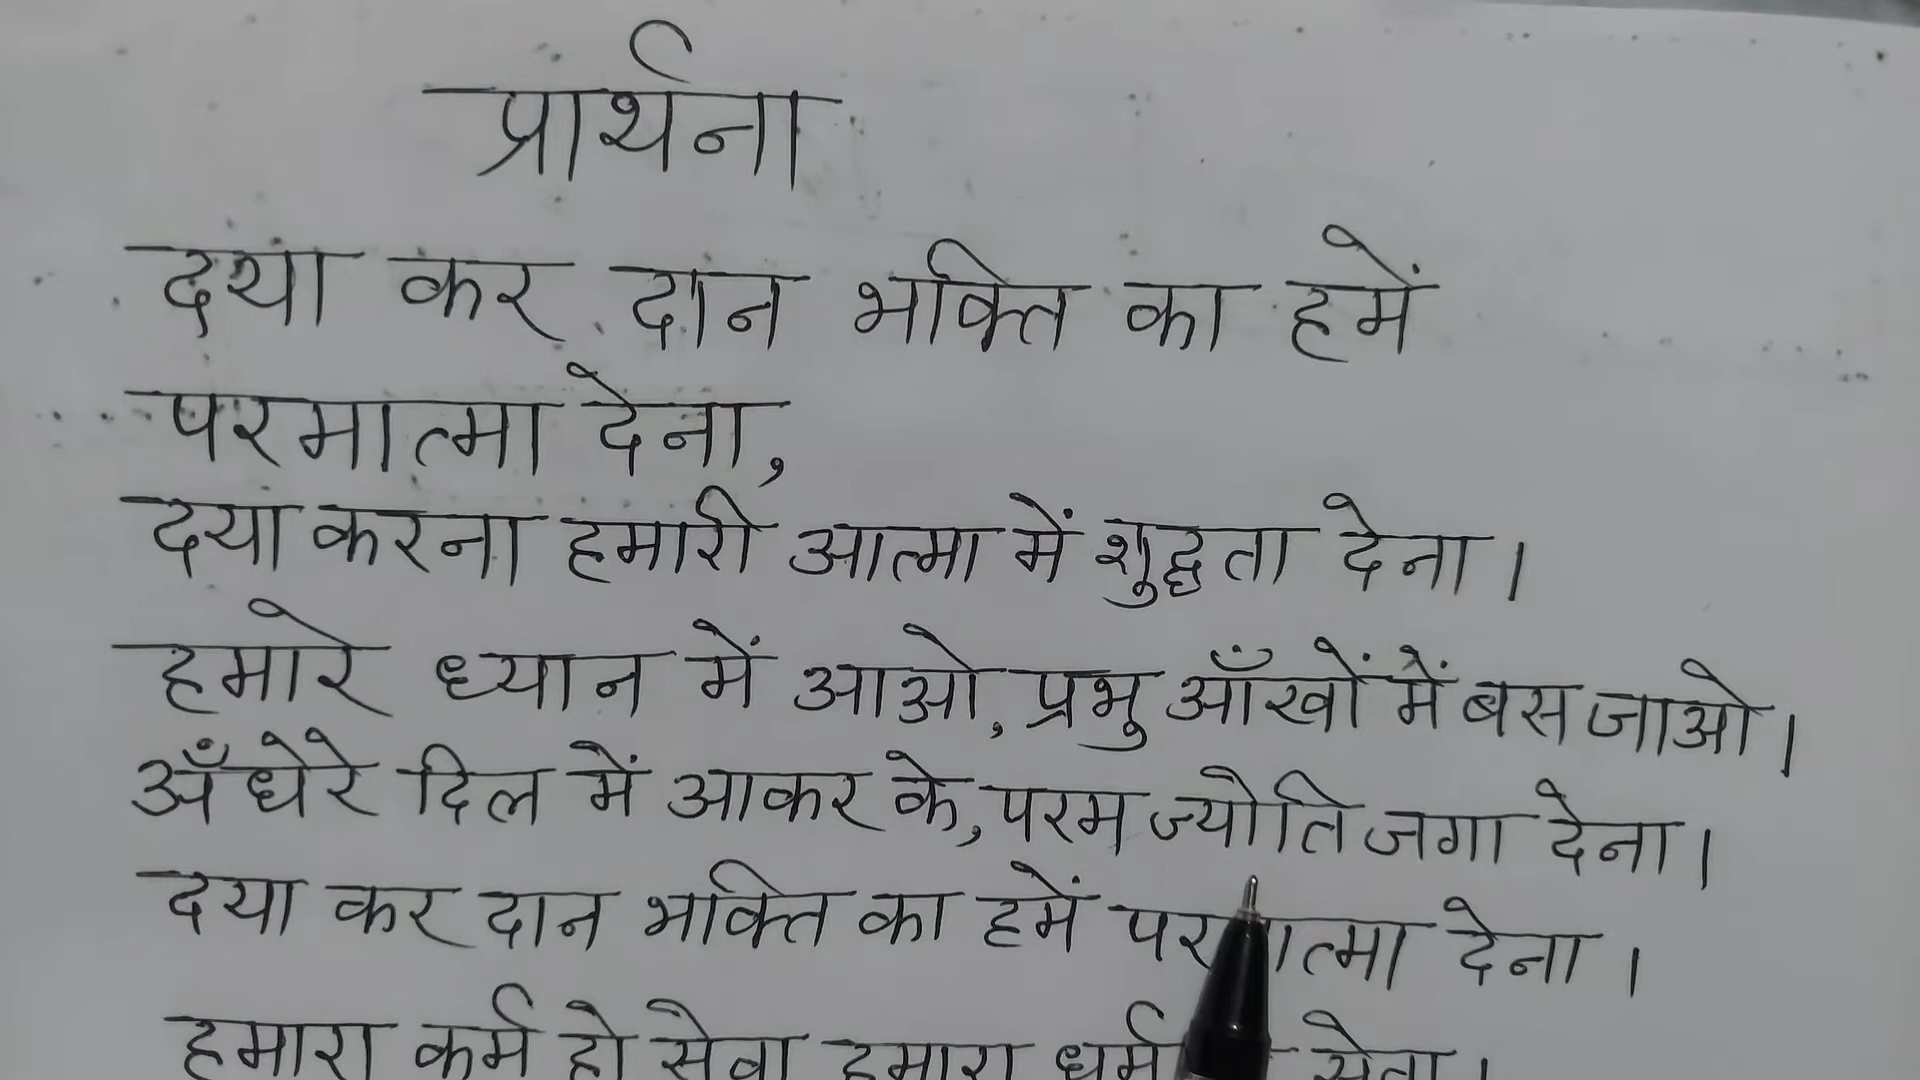 प्रार्थना
दया कर दान भक्ति का हमें
परमात्मा देना,
दया करना हमारी आत्मा में शुद्धता देना।
हमारे ध्यान में आओ, प्रभु आँखों में बस जाओ।
अँधेरे दिल में आकर के, परम ज्योति जगा देना।
दया कर दान भक्ति का हमें परमात्मा देना।
हमारा कर्म हो सेवा हमारा धर्म सेवा।